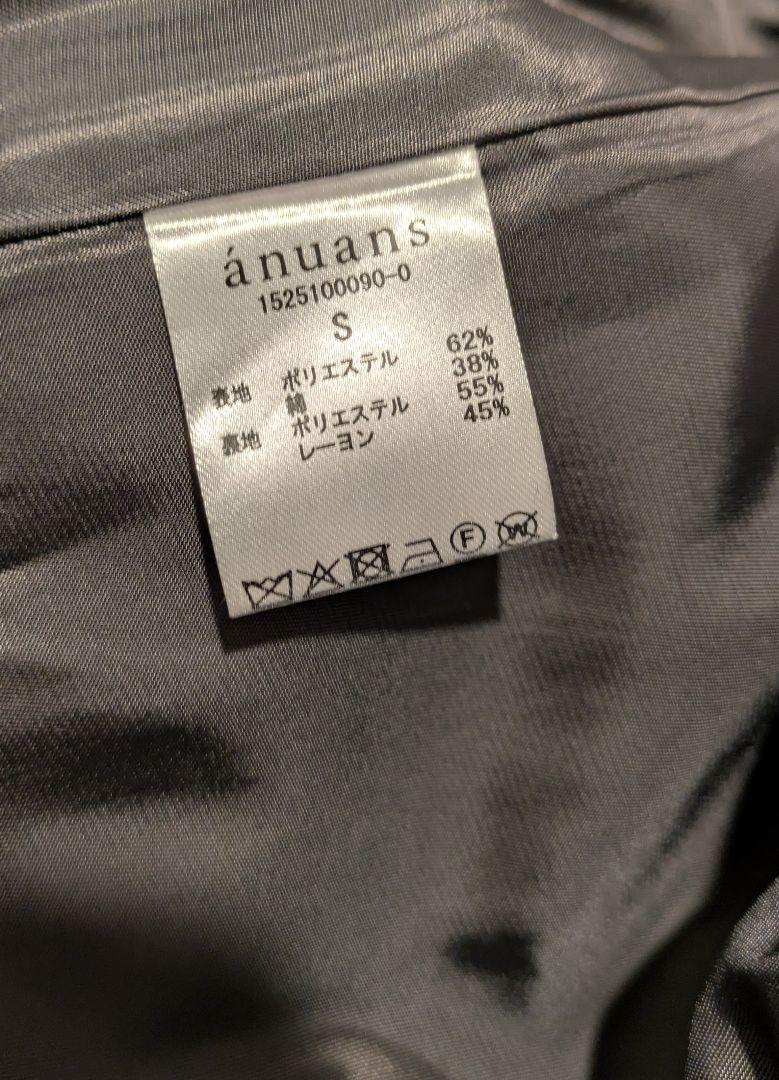 ánuans
1525100090-0
S
表地 ポリエステル 62%
綿 38%
裏地 ポリエステル 55%
レーヨン 45%
F W